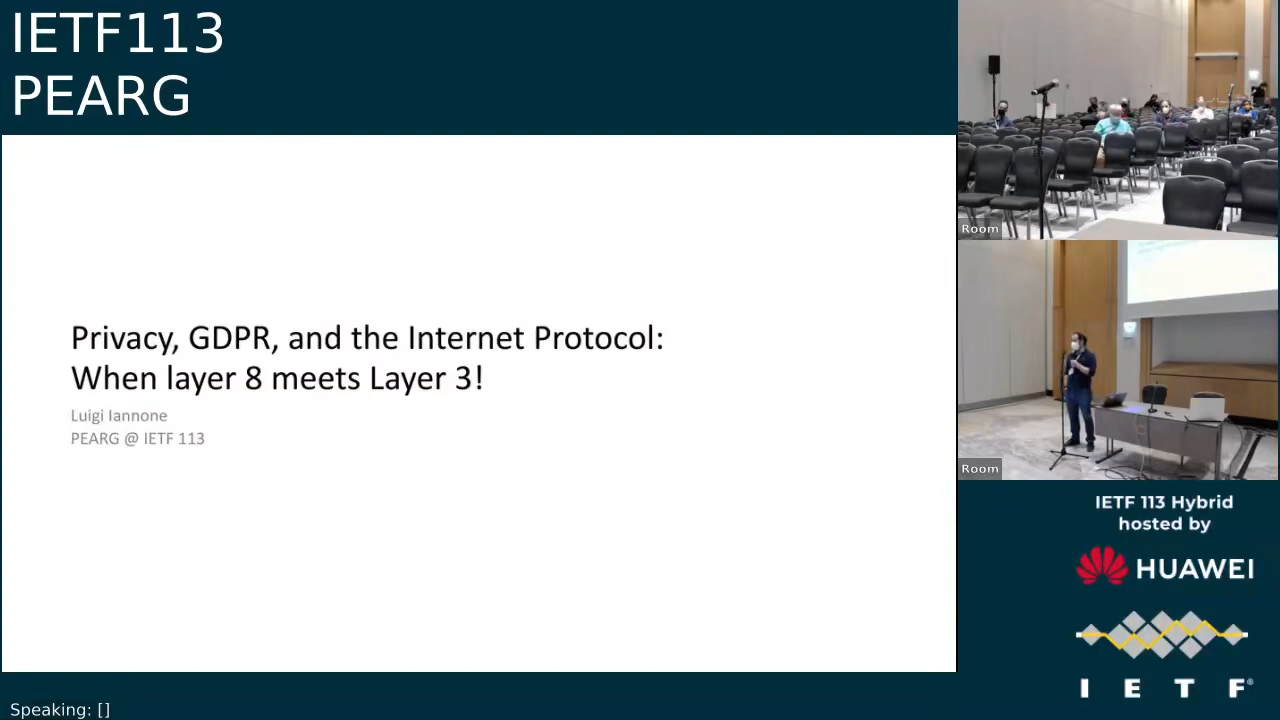 IETF113
PEARG
Privacy, GDPR, and the Internet Protocol:
When layer 8 meets Layer 3!
Luigi Iannone
PEARG @ IETF 113
Room
Room
IETF 113 Hybrid
hosted by
HUAWEI
I E T F®
Speaking: []